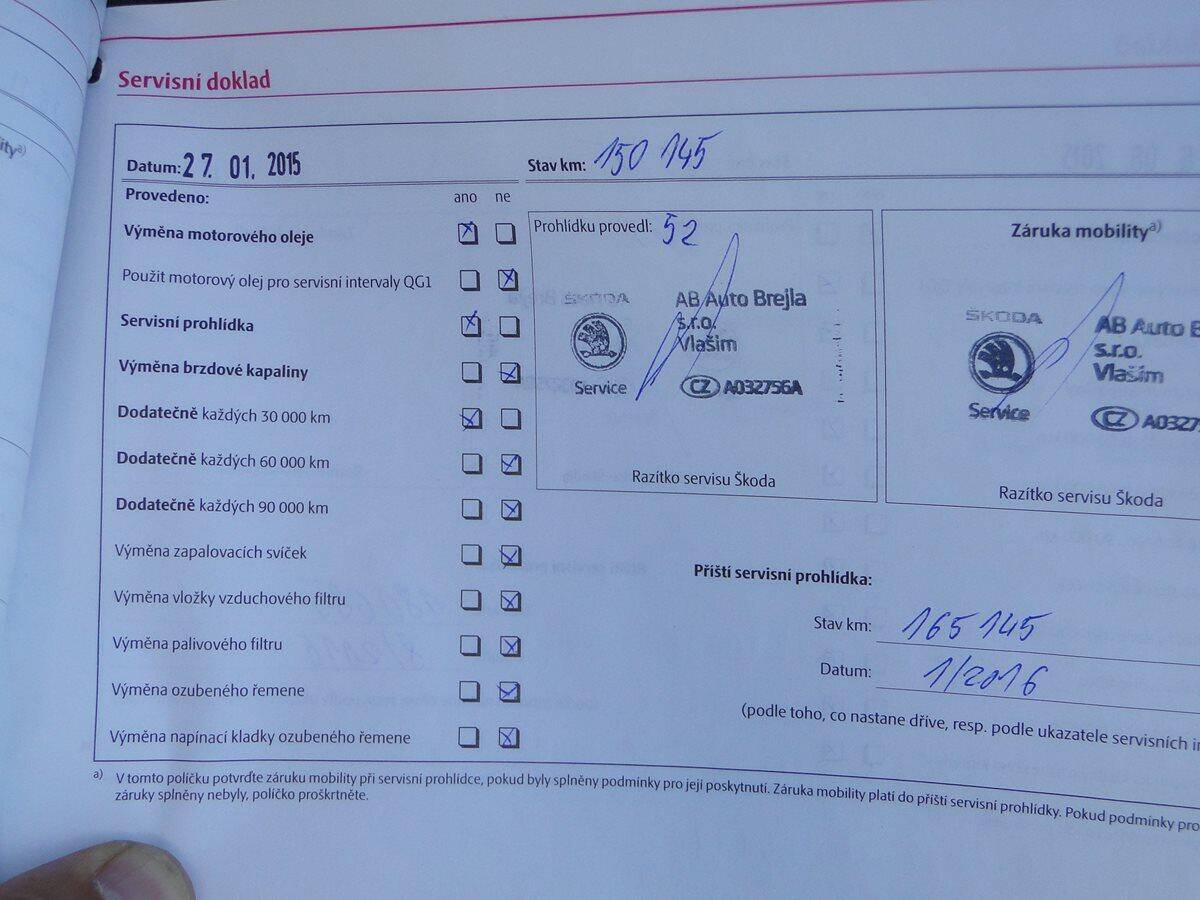 Servisní doklad
Datum: 27. 01. 2015
Stav km: 150 145
Provedeno:
ano ne
Výměna motorového oleje
Použit motorový olej pro servisní intervaly QG1
Servisní prohlídka
Výměna brzdové kapaliny
Dodatečně každých 30 000 km
Dodatečně každých 60 000 km
Dodatečně každých 90 000 km
Výměna zapalovacích svíček
Výměna vložky vzduchového filtru
Výměna palivového filtru
Výměna ozubeného řemene
Výměna napínací kladky ozubeného řemene
Prohlídku provedl: 52
ŠKODA
Service
AB Auto Brejla
s.r.o.
Vlašim
CZ A032756A
Razítko servisu Škoda
Záruka mobility a)
ŠKODA
Service
AB Auto B
s.r.o.
Vlašim
CZ A0327
Razítko servisu Škoda
Příští servisní prohlídka:
Stav km: 165 145
Datum: 1/2016
(podle toho, co nastane dříve, resp. podle ukazatele servisních in
a) V tomto políčku potvrďte záruku mobility při servisní prohlídce, pokud byly splněny podmínky pro její poskytnutí. Záruka mobility platí do příští servisní prohlídky. Pokud podmínky pro
záruky splněny nebyly, políčko proškrtněte.